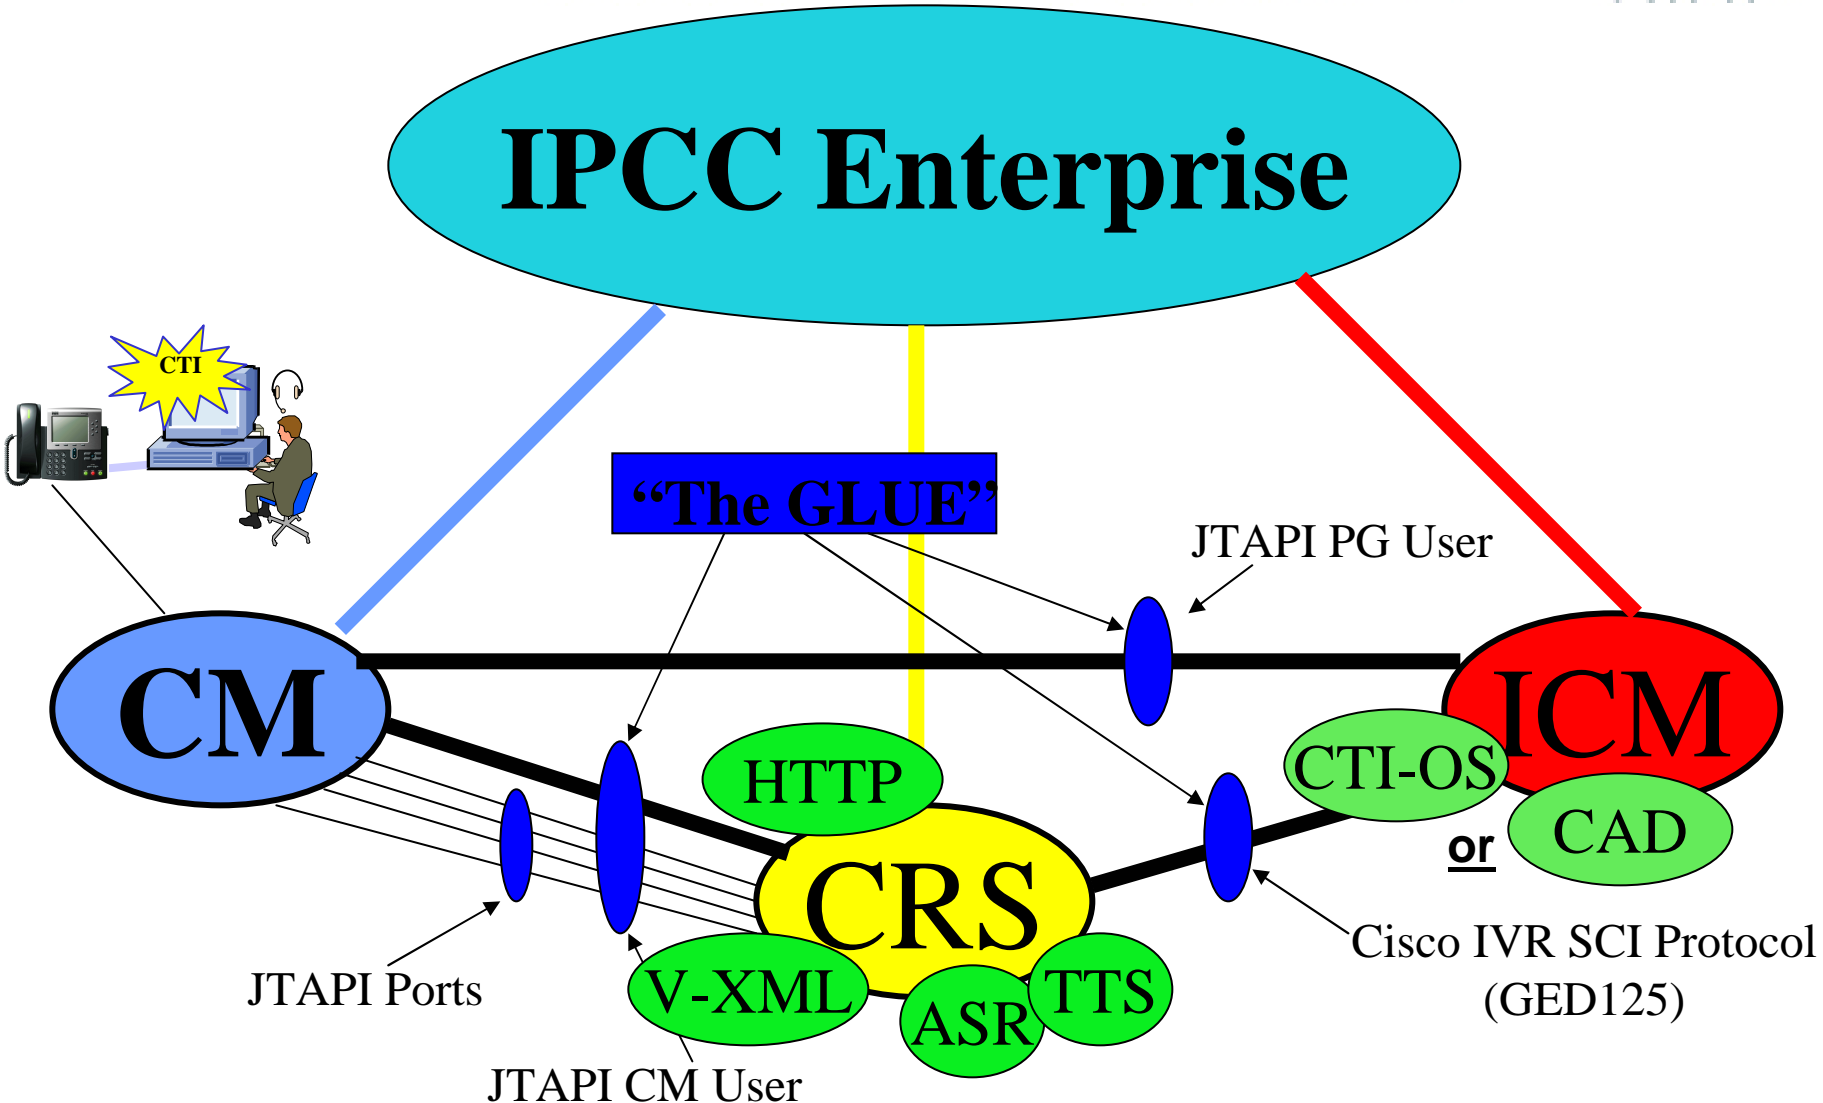 IPCC Enterprise
CTI
“The GLUE”
JTAPI PG User
CM
ICM
HTTP
CTI-OS
or
CAD
CRS
Cisco IVR SCI Protocol
(GED125)
JTAPI Ports
V-XML
ASR
TTS
JTAPI CM User